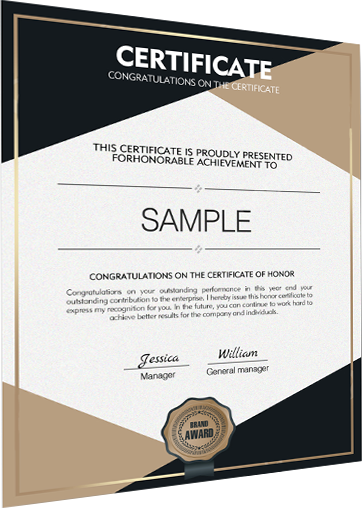 CERTIFICATE
CONGRATULATIONS ON THE CERTIFICATE
THIS CERTIFICATE IS PROUDLY PRESENTED
FORHONORABLE ACHIEVEMENT TO
SAMPLE
CONGRATULATIONS ON THE CERTIFICATE OF HONOR
Congratulations on your outstanding performance in this year end your
outstanding contribution to the enterprise. I hereby issue this honor certificate to
express my recognition for you. In the future, you can continue to work hard to
achieve better results for the company and individuals.
Jessica William
Manager General manager
BRAND
AWARD